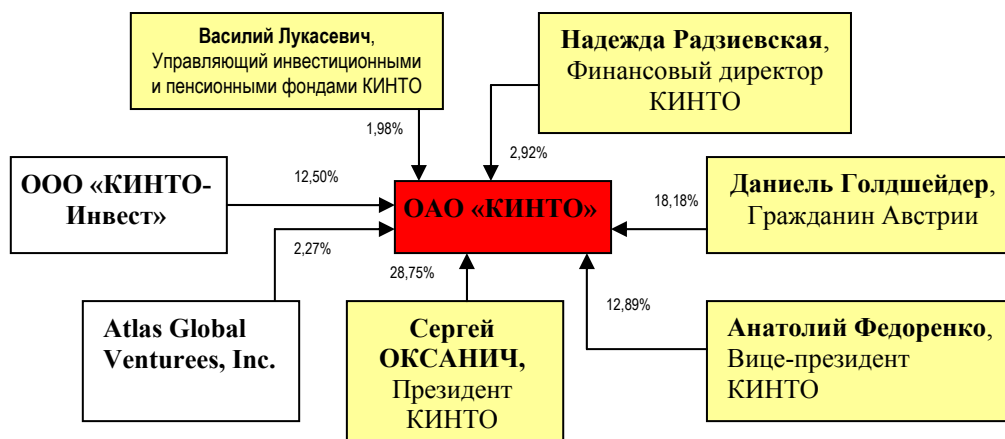 Василий Лукасевич,
Управляющий инвестиционными
и пенсионными фондами КИНТО
Надежда Радзиевская,
Финансовый директор
КИНТО
1,98%
2,92%
ООО «КИНТО-
Инвест»
12,50%
ОАО «КИНТО»
18,18%
Даниель Голдшейдер,
Гражданин Австрии
2,27%
28,75%
12,89%
Atlas Global
Venturees, Inc.
Сергей
ОКСАНИЧ,
Президент
КИНТО
Анатолий Федоренко,
Вице-президент
КИНТО